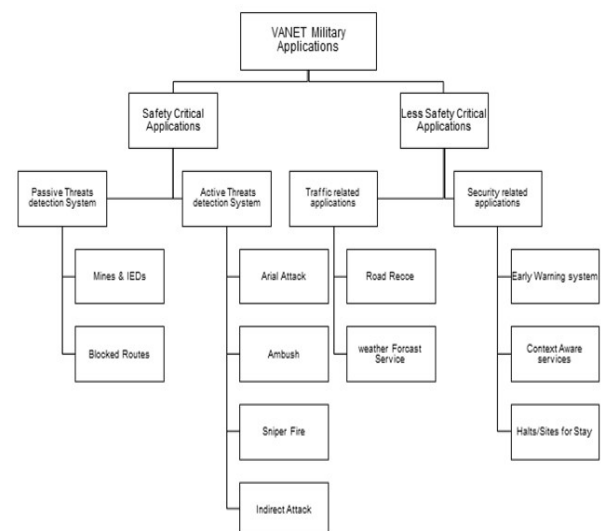 VANET Military
Applications
Safety Critical
Applications
Less Safety Critical
Applications
Passive Threats
detection System
Active Threats
detection System
Traffic related
applications
Security related
applications
Mines & IEDs
Arial Attack
Road Recce
Early Warning system
Blocked Routes
Ambush
weather Forcast
Service
Context Aware
services
Sniper Fire
Halts/Sites for Stay
Indirect Attack